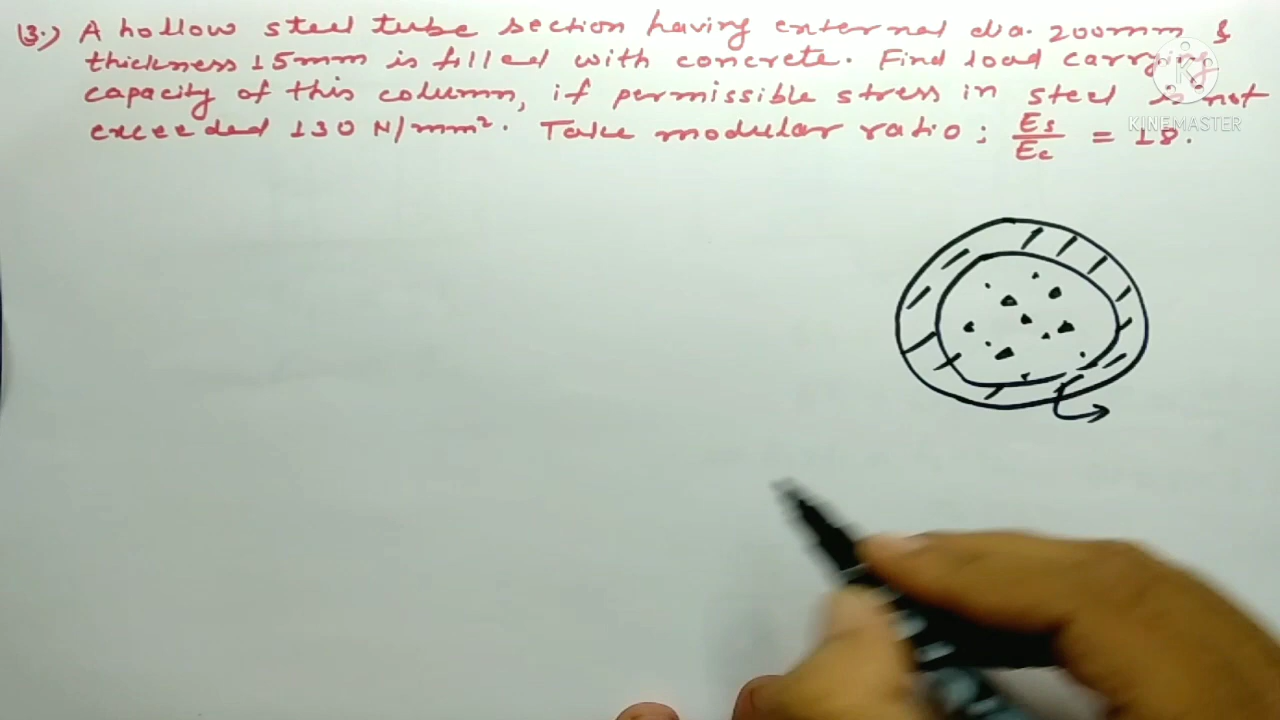 (3.) A hollow steel tube section having external dia. 200mm &
thickness 15mm is filled with concrete. Find load carrying
capacity of this column, if permissible stress in steel is not
exceeded 130 N/mm². Take modular ratio ; Es/Ec = 18.
K
KINEMASTER